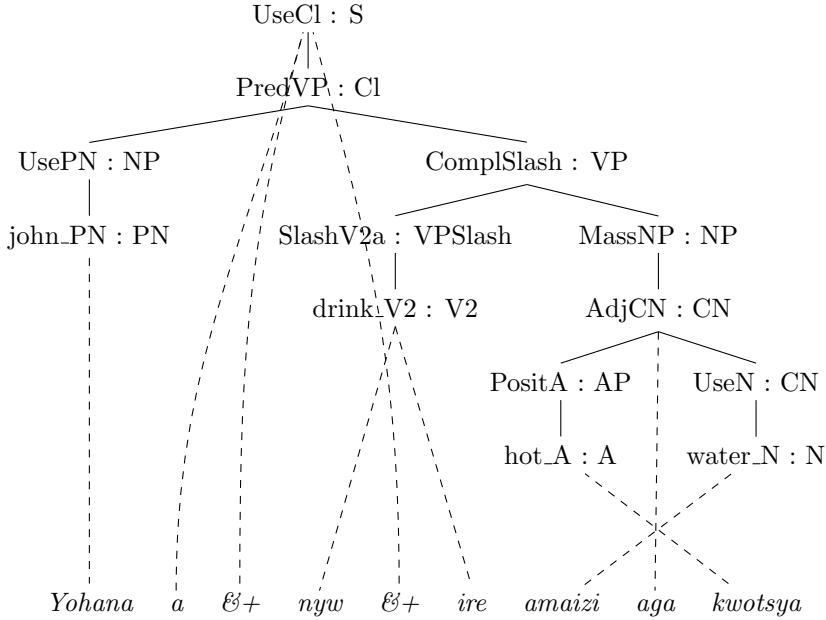 UseCl : S
PredVP : Cl
UsePN : NP ComplSlash : VP
john_PN : PN SlashV2a : VPSlash MassNP : NP
drink_V2 : V2 AdjCN : CN
PositA : AP UseN : CN
hot_A : A water_N : N
Yohana a &+ nyw &+ ire amaizi aga kwotsya